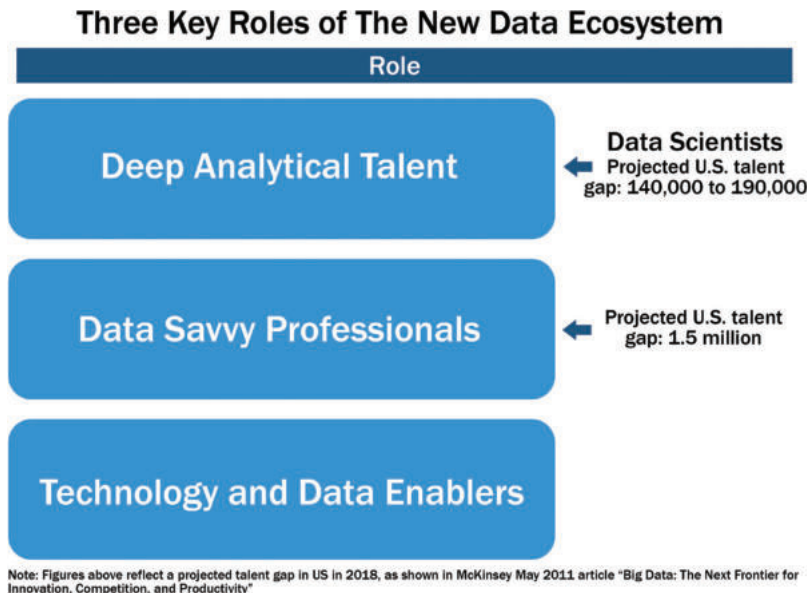 Three Key Roles of The New Data Ecosystem
Role
Deep Analytical Talent
Data Scientists
Projected U.S. talent
gap: 140,000 to 190,000
Data Savvy Professionals
Projected U.S. talent
gap: 1.5 million
Technology and Data Enablers
Note: Figures above reflect a projected talent gap in US in 2018, as shown in McKinsey May 2011 article “Big Data: The Next Frontier for
Innovation, Competition, and Productivity”